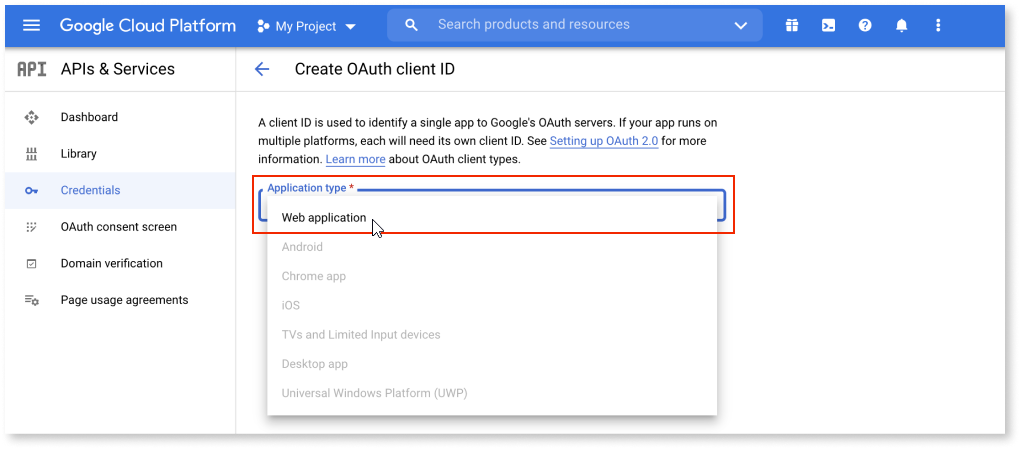 Google Cloud Platform
My Project
Search products and resources
API
APIs & Services
Create OAuth client ID
Dashboard
Library
Credentials
OAuth consent screen
Domain verification
Page usage agreements
A client ID is used to identify a single app to Google's OAuth servers. If your app runs on
multiple platforms, each will need its own client ID. See Setting up OAuth 2.0 for more
information. Learn more about OAuth client types.
Application type *
Web application
Android
Chrome app
iOS
TVs and Limited Input devices
Desktop app
Universal Windows Platform (UWP)